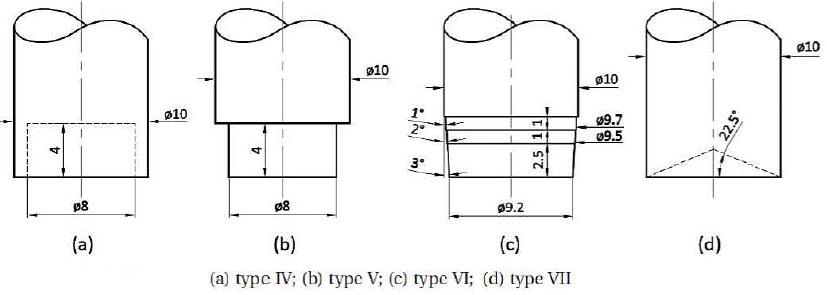 ø10
4
ø8
(a)
ø10
4
ø8
(b)
ø10
1°
1
ø9.7
2°
1
ø9.5
3°
2.5
ø9.2
(c)
ø10
22.5°
(d)
(a) type IV; (b) type V; (c) type VI; (d) type VII